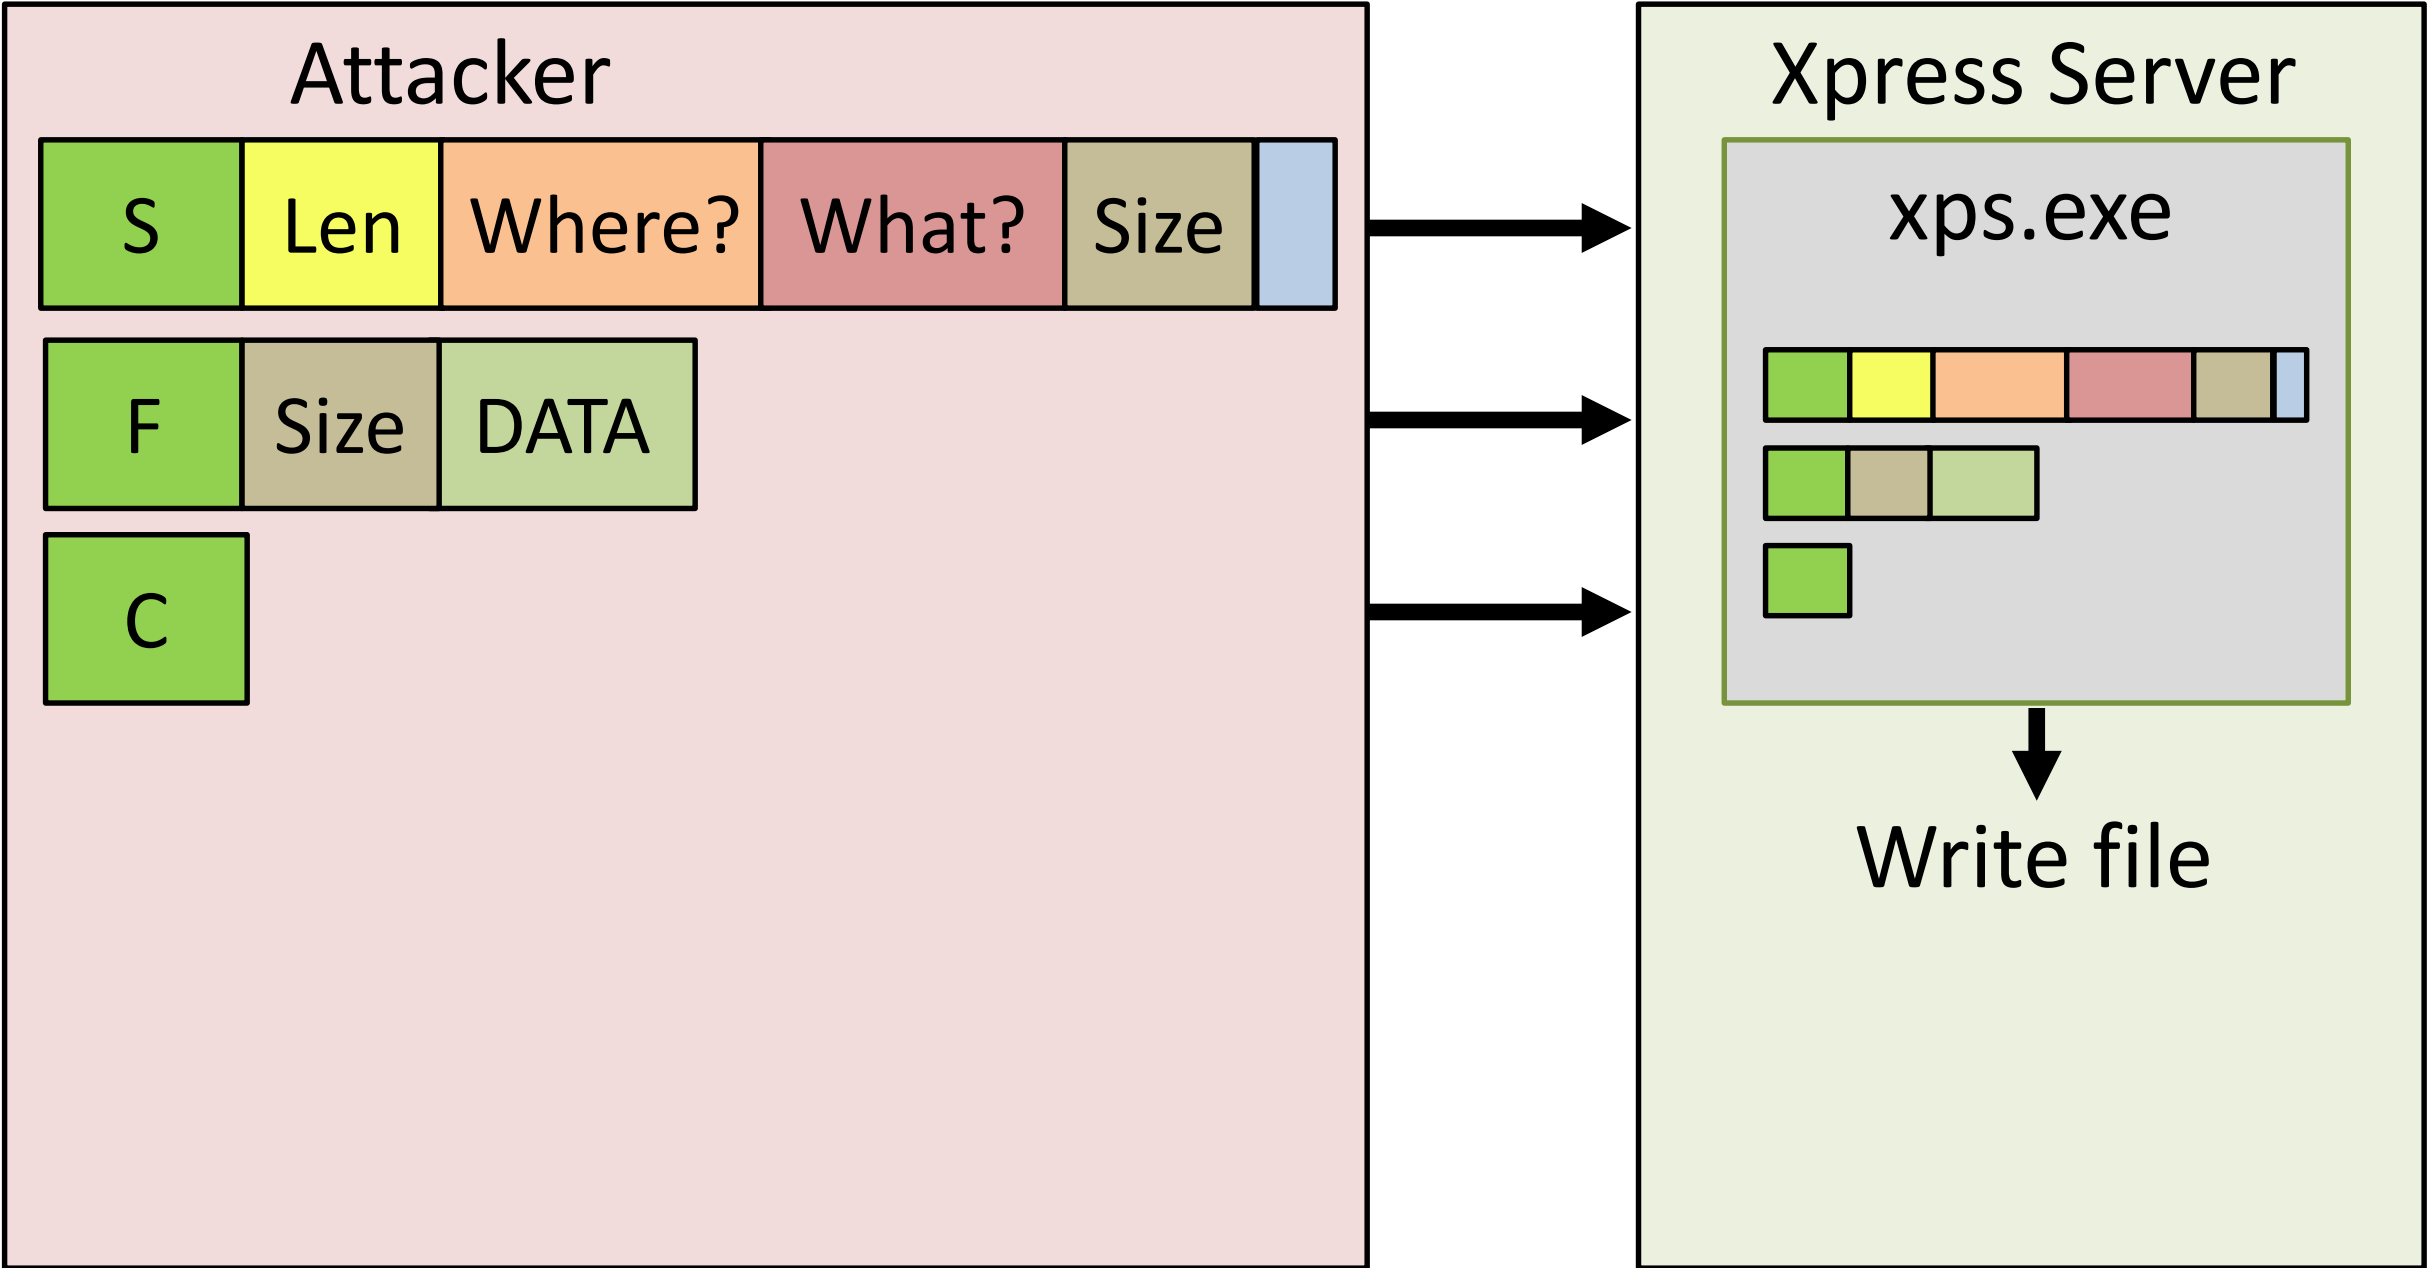 Attacker
S Len Where? What? Size
F Size DATA
C
Xpress Server
xps.exe
Write file